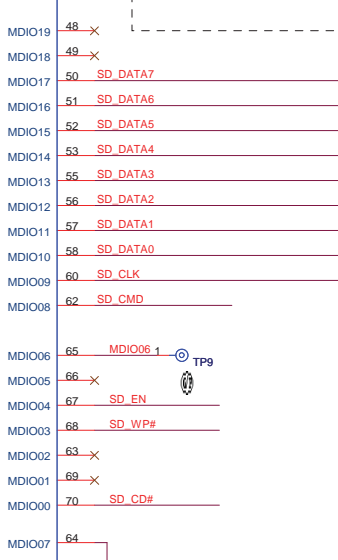 MDIO19 48
MDIO18 49
MDIO17 50 SD_DATA7
MDIO16 51 SD_DATA6
MDIO15 52 SD_DATA5
MDIO14 53 SD_DATA4
MDIO13 55 SD_DATA3
MDIO12 56 SD_DATA2
MDIO11 57 SD_DATA1
MDIO10 58 SD_DATA0
MDIO09 60 SD_CLK
MDIO08 62 SD_CMD
MDIO06 65 MDIO06 1 TP9
MDIO05 66
MDIO04 67 SD_EN
MDIO03 68 SD_WP#
MDIO02 63
MDIO01 69
MDIO00 70 SD_CD#
MDIO07 64